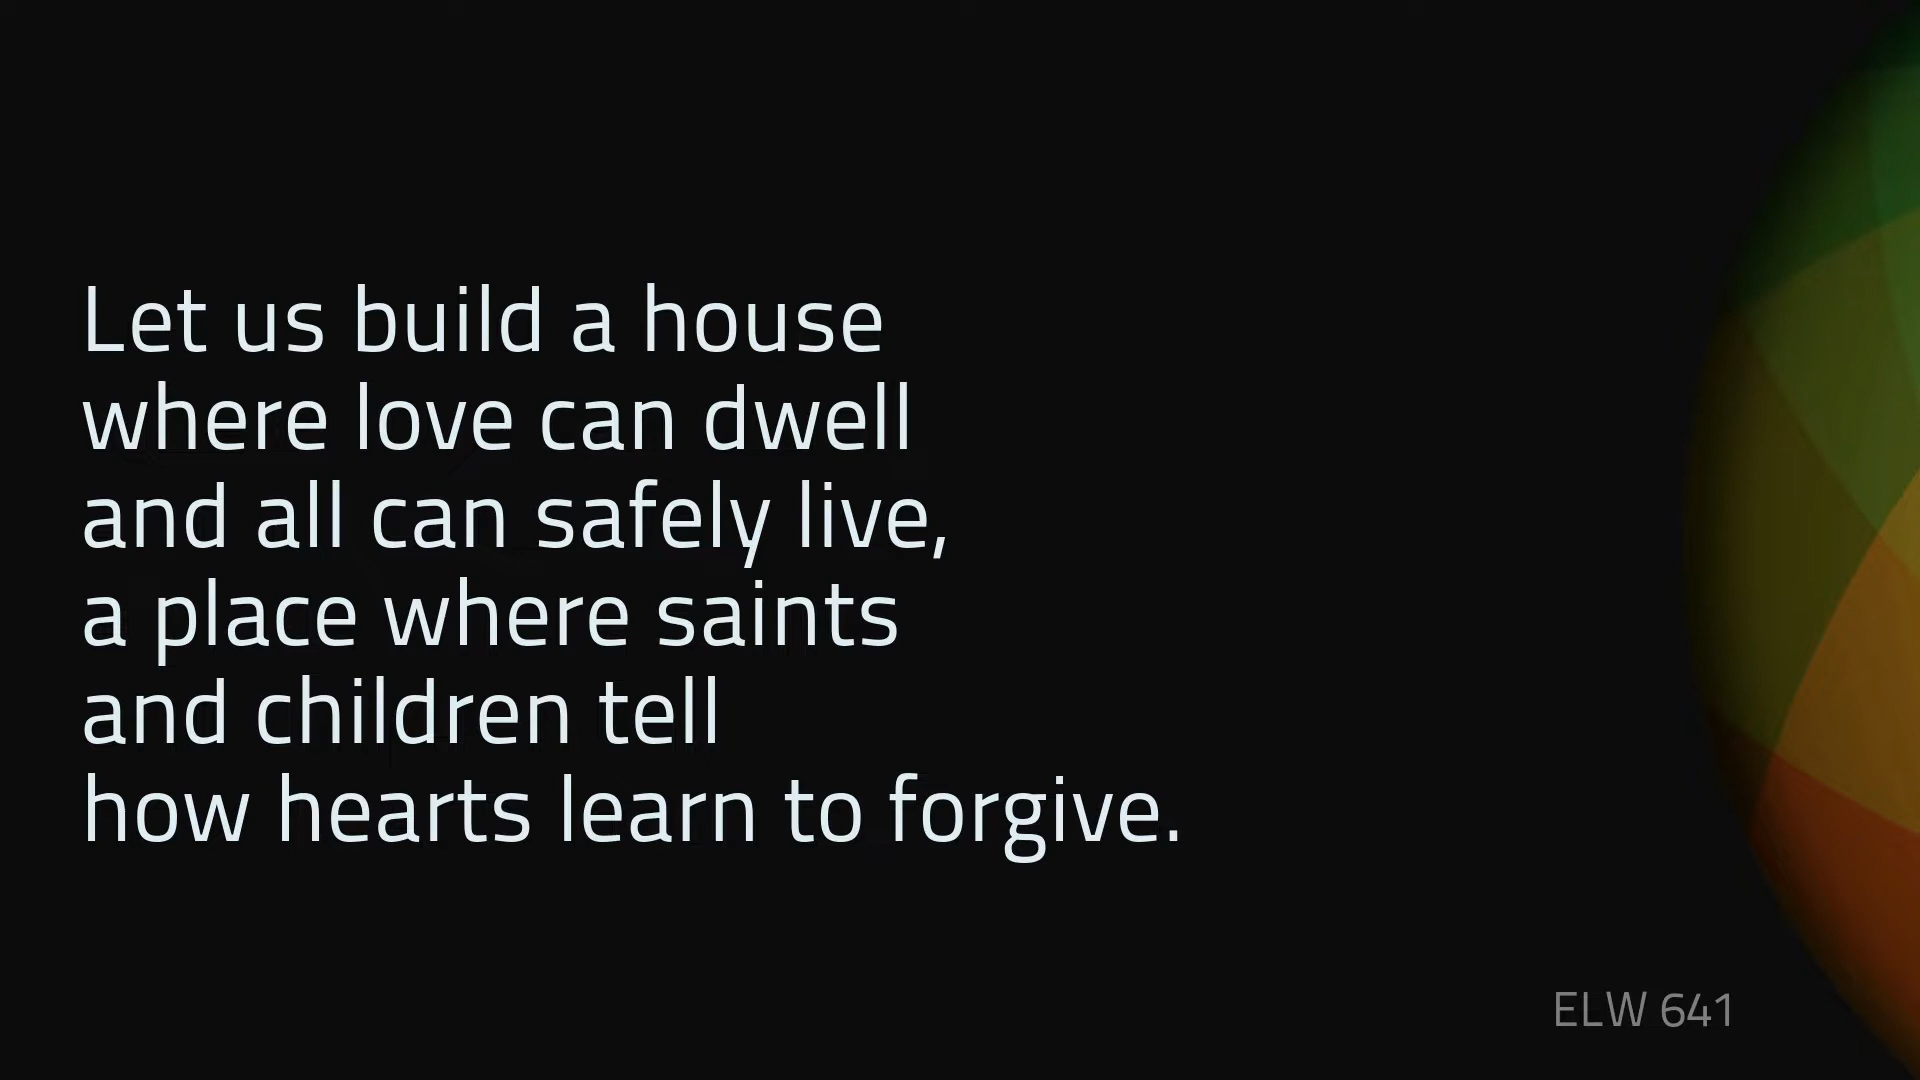 Let us build a house
where love can dwell
and all can safely live,
a place where saints
and children tell
how hearts learn to forgive.
ELW 641